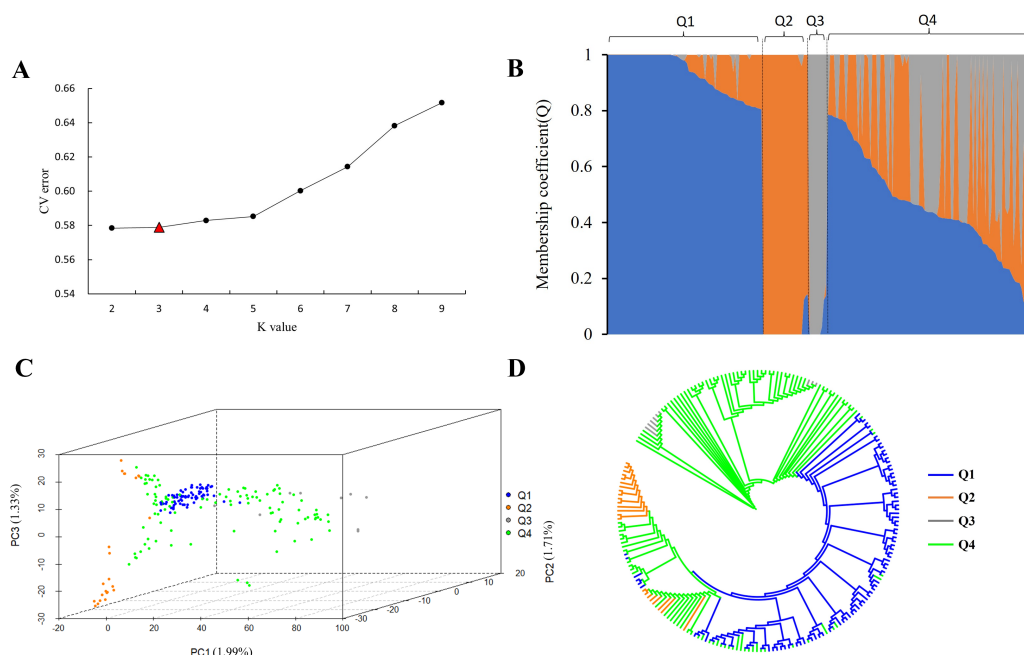 A
0.66
0.64
0.62
0.60
0.58
0.56
0.54
CV error
2 3 4 5 6 7 8 9
K value
B
Q1 Q2 Q3 Q4
1
0.8
0.6
0.4
0.2
0
Membership coefficient(Q)
C
30
20
10
0
-10
-20
-30
PC3 (1.33%)
-20 0 20 40 60 80 100
PC1 (1.99%)
-30 -20 -10 0 10 20
PC2 (1.71%)
Q1
Q2
Q3
Q4
D
Q1
Q2
Q3
Q4